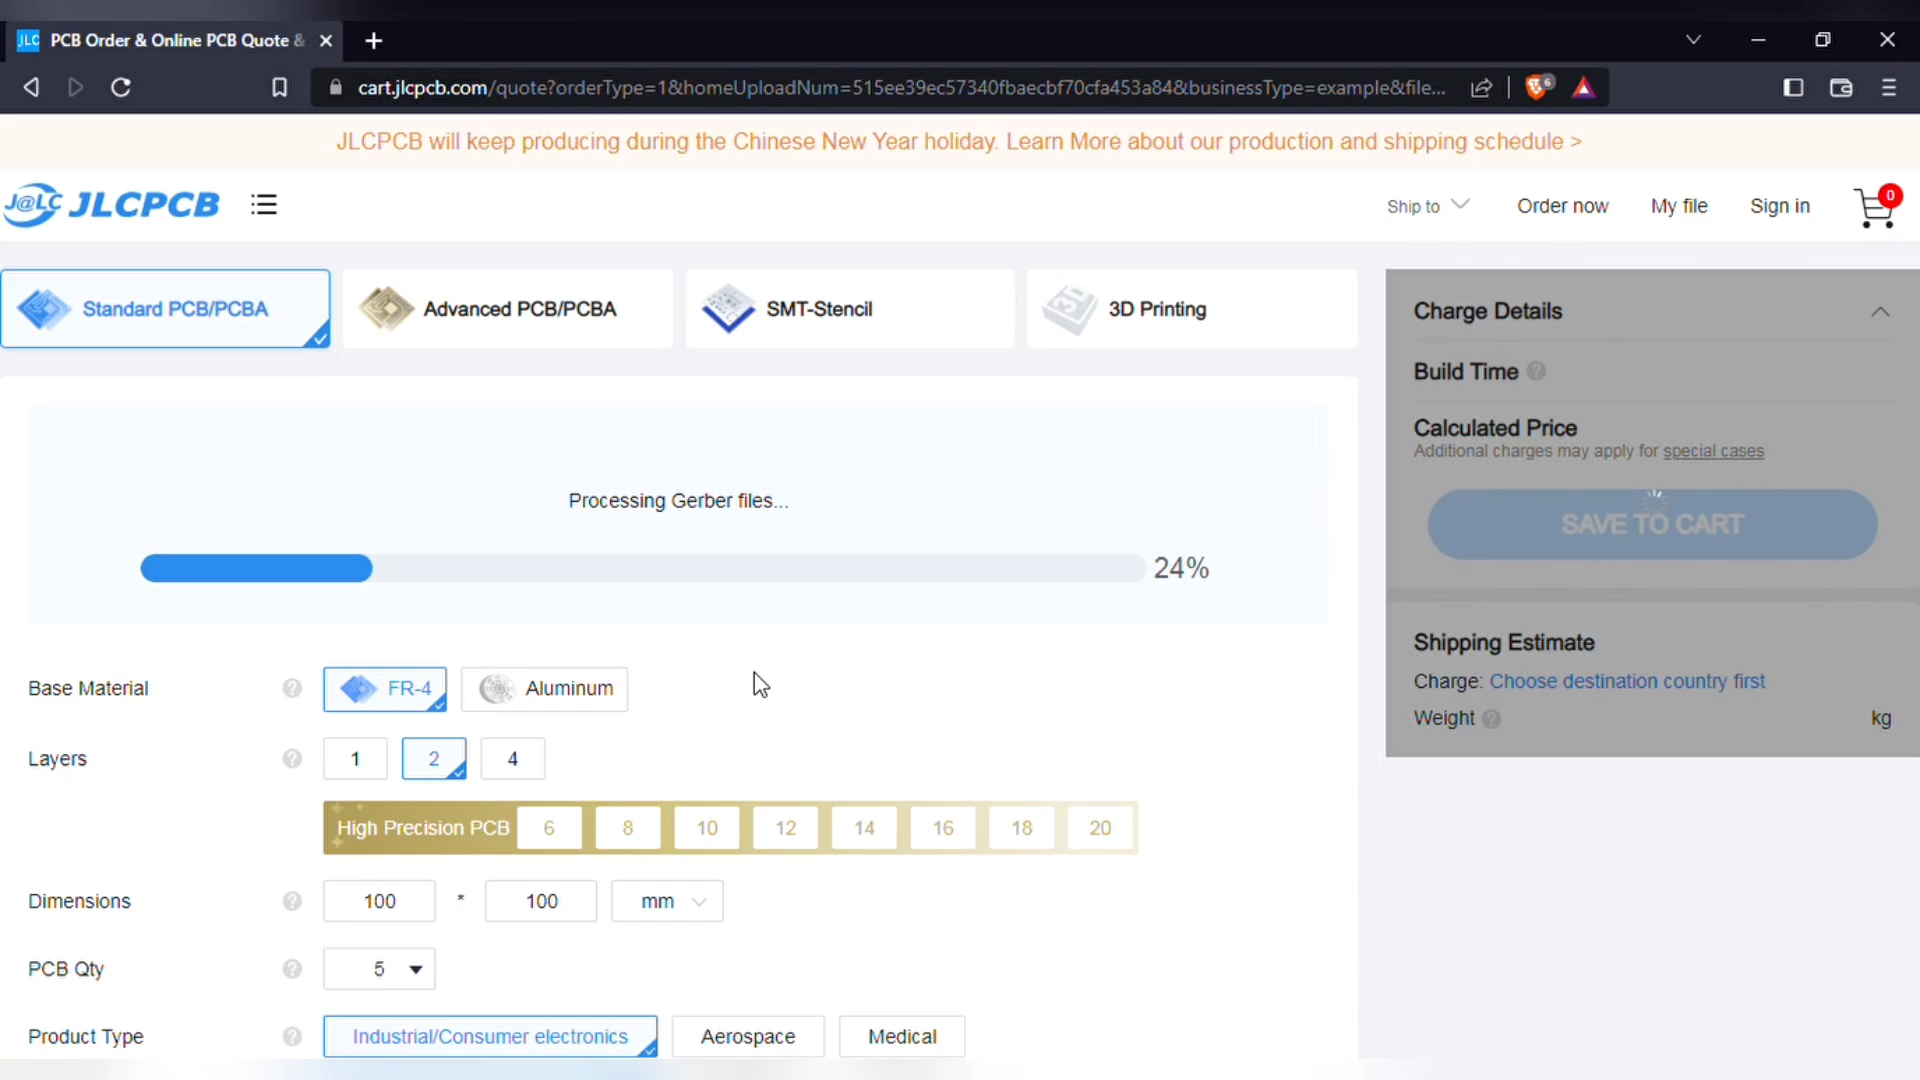 JLC PCB Order & Online PCB Quote &
cart.jlcpcb.com/quote?orderType=1&homeUploadNum=515ee39ec57340fbaecbf70cfa453a84&businessType=example&file...
6
JLCPCB will keep producing during the Chinese New Year holiday. Learn More about our production and shipping schedule >
J@LC JLCPCB
Ship to
Order now
My file
Sign in
0
Standard PCB/PCBA
Advanced PCB/PCBA
SMT-Stencil
3D Printing
Processing Gerber files...
24%
Base Material ? FR-4 Aluminum
Layers ? 1 2 4
High Precision PCB 6 8 10 12 14 16 18 20
Dimensions ? 100 * 100 mm
PCB Qty ? 5
Product Type ? Industrial/Consumer electronics Aerospace Medical
Charge Details
Build Time ?
Calculated Price
Additional charges may apply for special cases
SAVE TO CART
Shipping Estimate
Charge: Choose destination country first
Weight ? kg